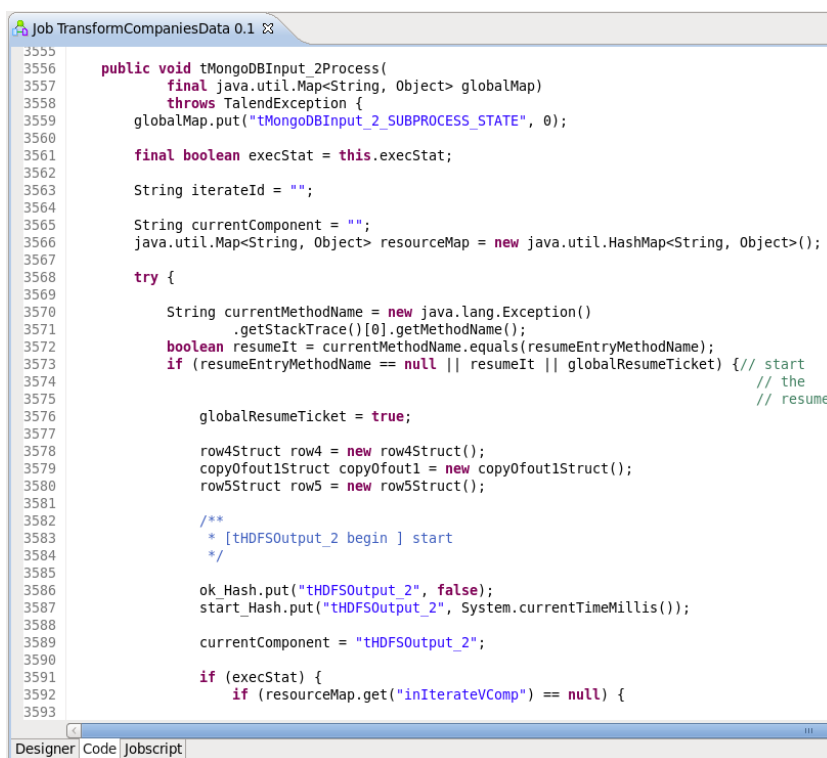 Job TransformCompaniesData 0.1
3555
3556 public void tMongoDBInput_2Process(
3557 final java.util.Map<String, Object> globalMap)
3558 throws TalendException {
3559 globalMap.put("tMongoDBInput_2_SUBPROCESS_STATE", 0);
3560
3561 final boolean execStat = this.execStat;
3562
3563 String iterateId = "";
3564
3565 String currentComponent = "";
3566 java.util.Map<String, Object> resourceMap = new java.util.HashMap<String, Object>();
3567
3568 try {
3569
3570 String currentMethodName = new java.lang.Exception()
3571 .getStackTrace()[0].getMethodName();
3572 boolean resumeIt = currentMethodName.equals(resumeEntryMethodName);
3573 if (resumeEntryMethodName == null || resumeIt || globalResumeTicket) {// start
3574 // the
3575 // resume
3576 globalResumeTicket = true;
3577
3578 row4Struct row4 = new row4Struct();
3579 copyOfout1Struct copyOfout1 = new copyOfout1Struct();
3580 row5Struct row5 = new row5Struct();
3581
3582 /**
3583 * [tHDFSOutput_2 begin ] start
3584 */
3585
3586 ok_Hash.put("tHDFSOutput_2", false);
3587 start_Hash.put("tHDFSOutput_2", System.currentTimeMillis());
3588
3589 currentComponent = "tHDFSOutput_2";
3590
3591 if (execStat) {
3592 if (resourceMap.get("inIterateVComp") == null) {
3593
Designer Code Jobscript